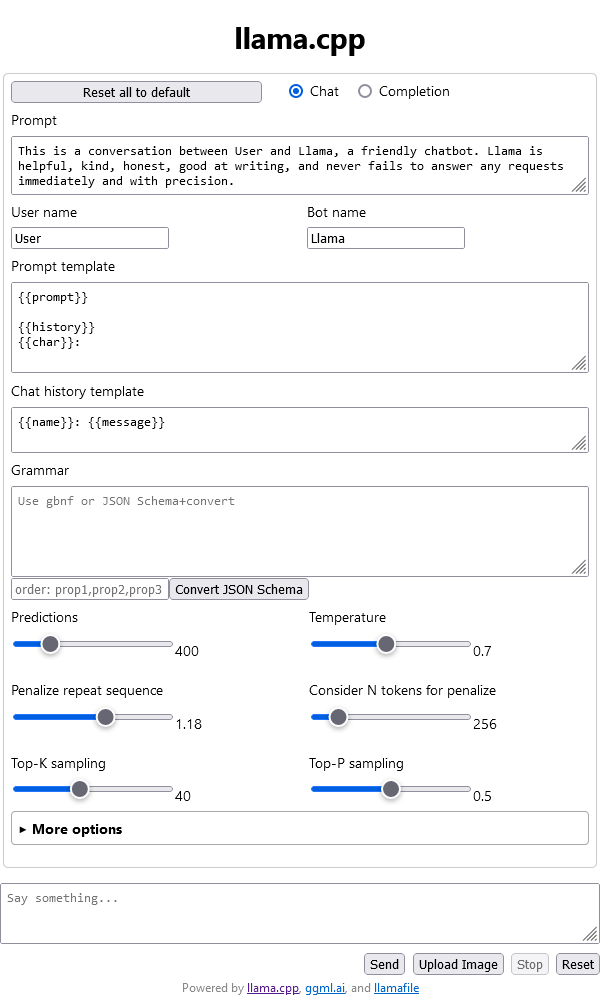 llama.cpp
Reset all to default
Chat
Completion
Prompt
This is a conversation between User and Llama, a friendly chatbot. Llama is
helpful, kind, honest, good at writing, and never fails to answer any requests
immediately and with precision.
User name
Bot name
User
Llama
Prompt template
{{prompt}}
{{history}}
{{char}}:
Chat history template
{{name}}: {{message}}
Grammar
Use gbnf or JSON Schema+convert
order: prop1,prop2,prop3
Convert JSON Schema
Predictions
Temperature
400
0.7
Penalize repeat sequence
Consider N tokens for penalize
1.18
256
Top-K sampling
Top-P sampling
40
0.5
▸ More options
Say something...
Send
Upload Image
Stop
Reset
Powered by llama.cpp, ggml.ai, and llamafile